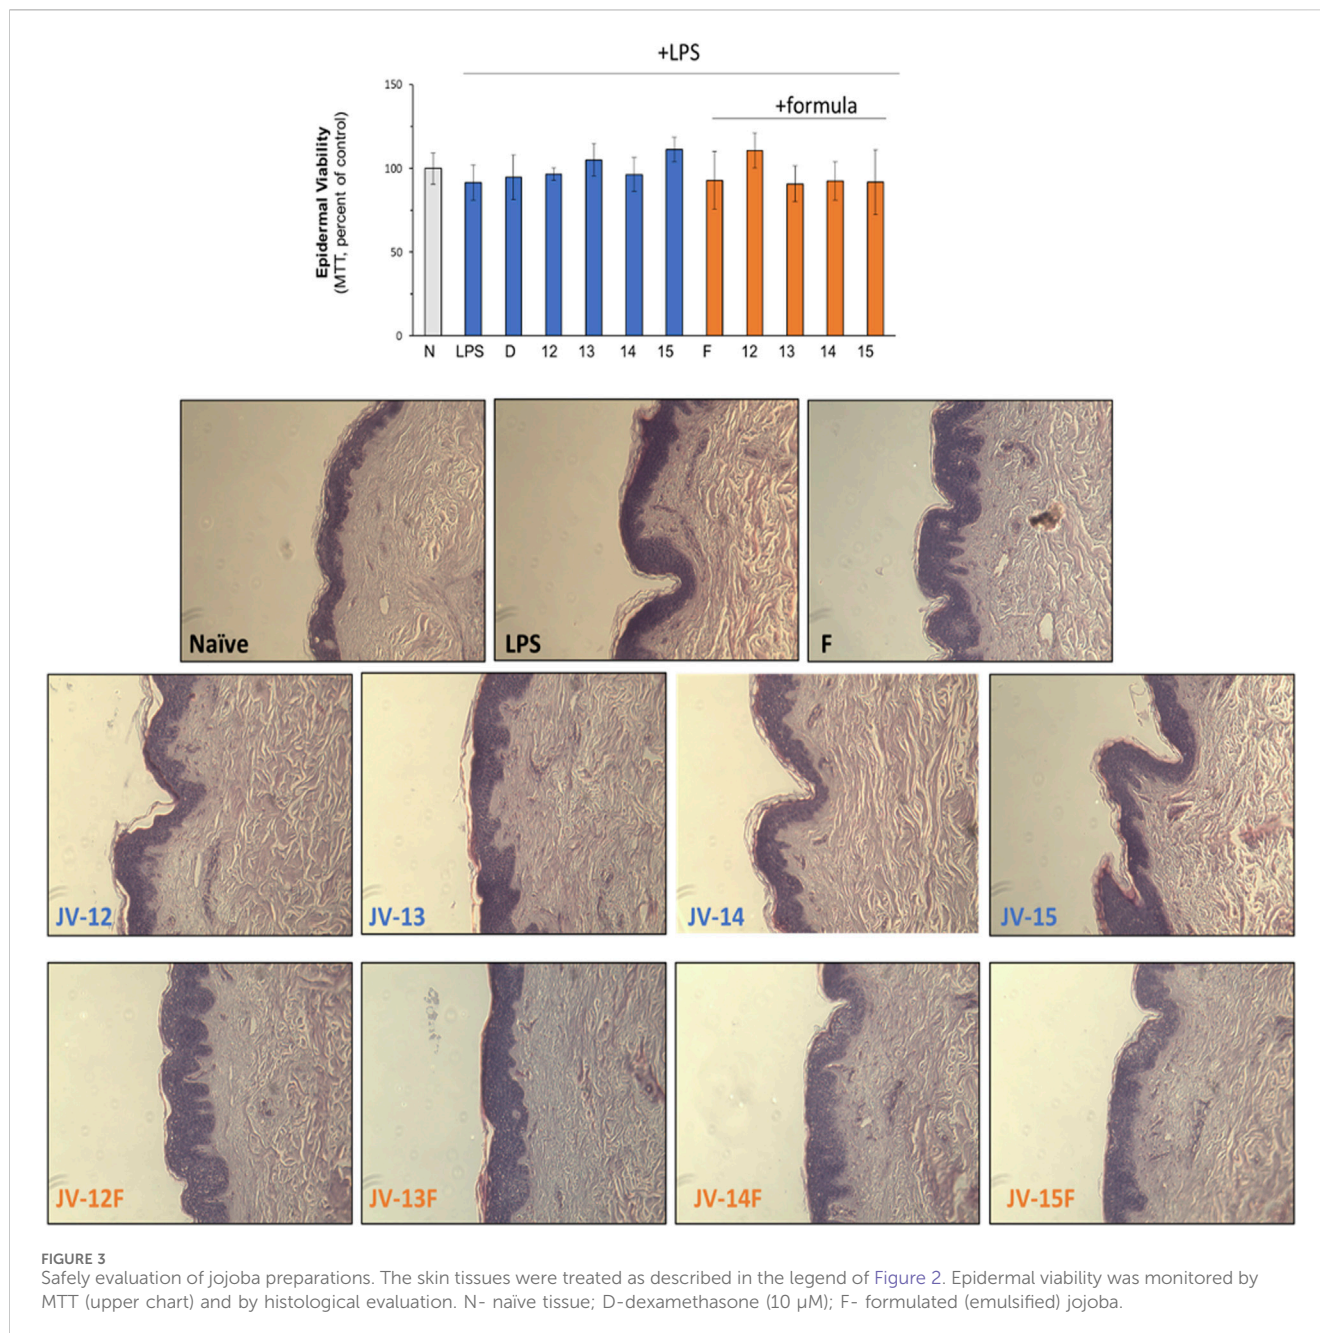 +LPS
+formula
Epidermal Viability
(MTT, percent of control)
150
100
50
0
N LPS D 12 13 14 15 F 12 13 14 15
Naïve LPS F
JV-12 JV-13 JV-14 JV-15
JV-12F JV-13F JV-14F JV-15F
FIGURE 3
Safely evaluation of jojoba preparations. The skin tissues were treated as described in the legend of Figure 2. Epidermal viability was monitored by
MTT (upper chart) and by histological evaluation. N- naïve tissue; D-dexamethasone (10 μM); F- formulated (emulsified) jojoba.